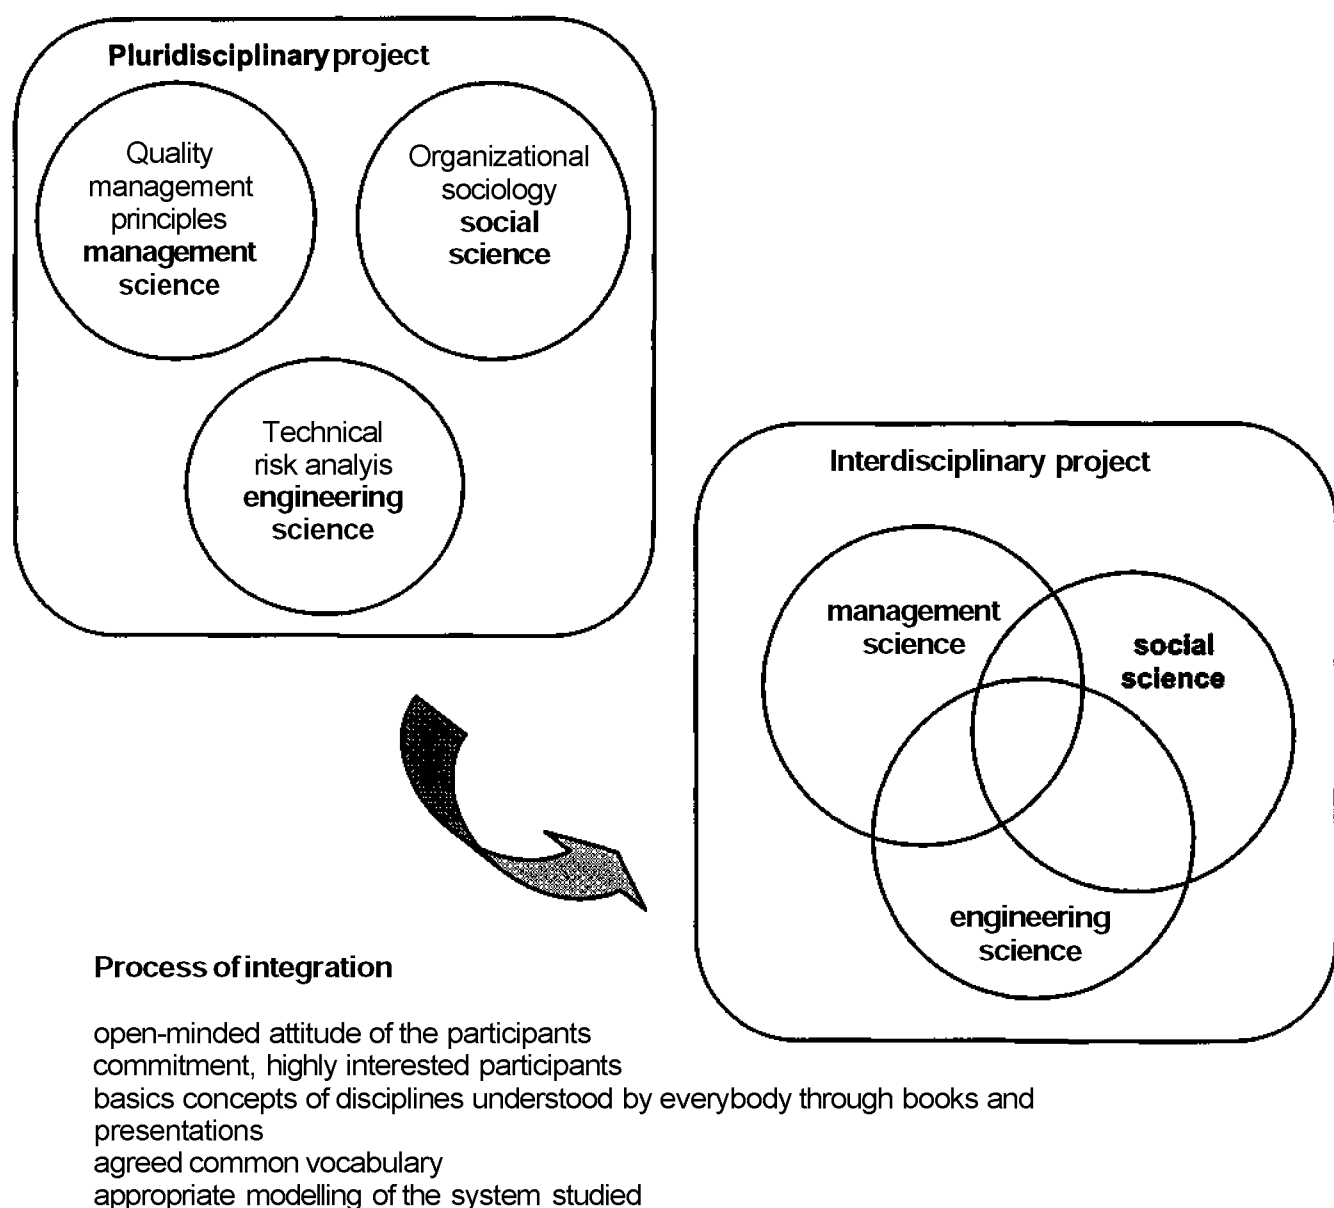 Pluridisciplinary project
Quality
management
principles
management
science
Organizational
sociology
social
science
Technical
risk analyis
engineering
science
Interdisciplinary project
management
science
social
science
engineering
science
Process of integration
open-minded attitude of the participants
commitment, highly interested participants
basics concepts of disciplines understood by everybody through books and
presentations
agreed common vocabulary
appropriate modelling of the system studied